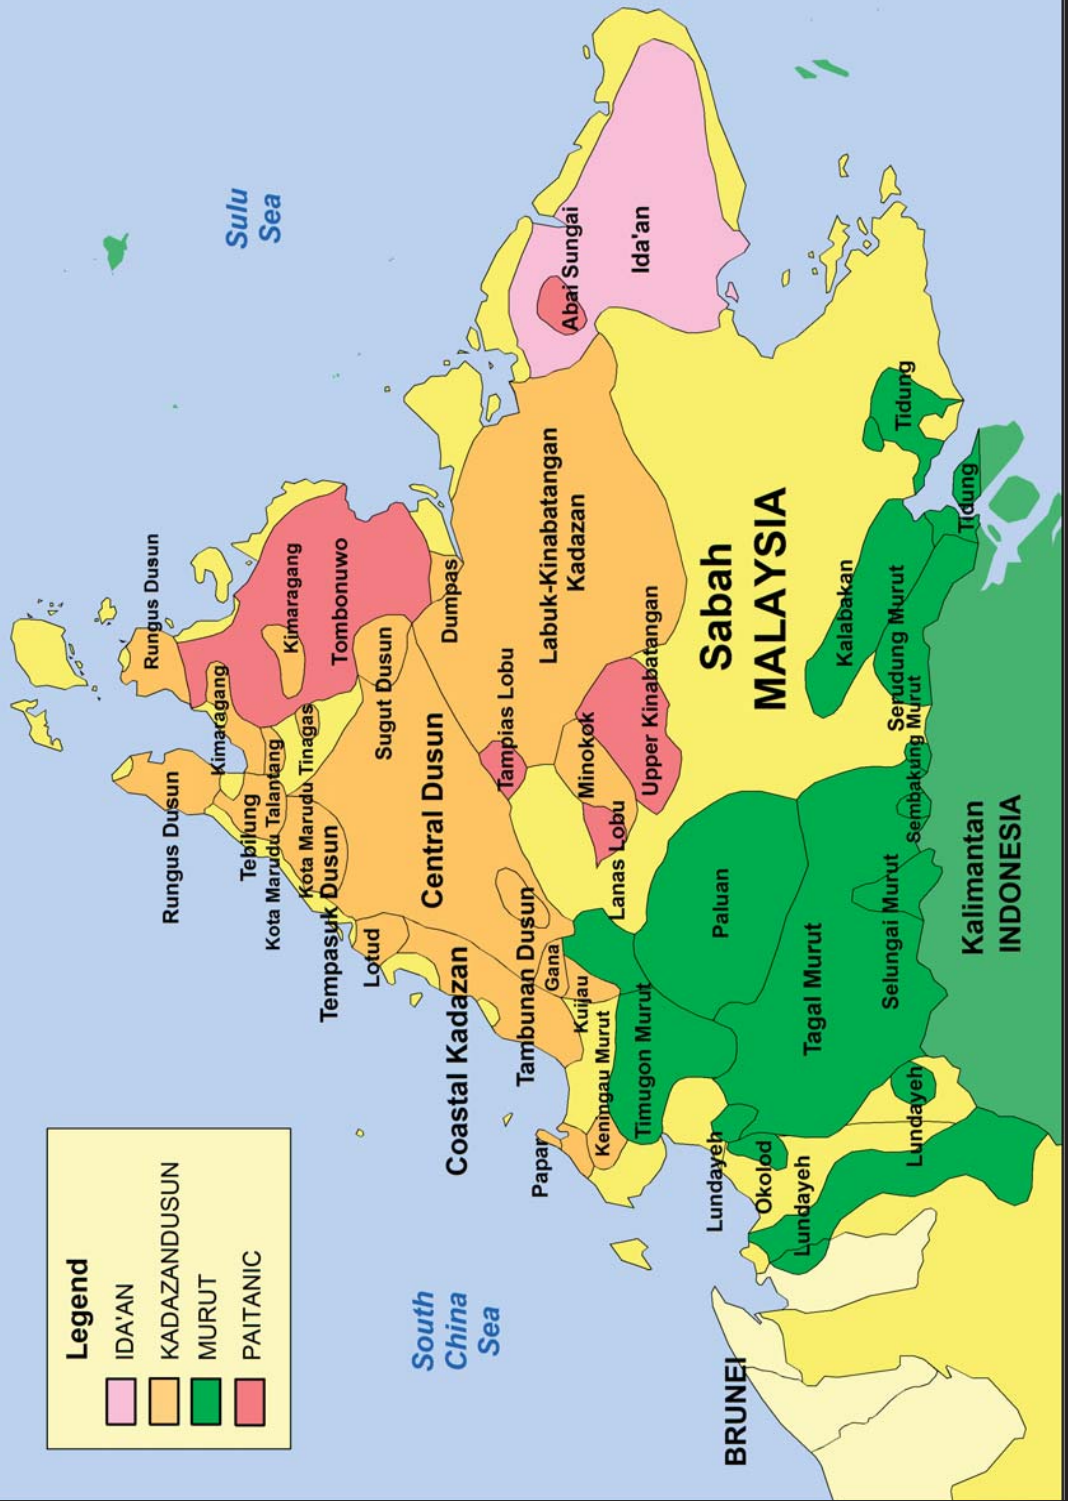 Legend
IDA'AN
KADAZANDUSUN
MURUT
PAITANIC
Sulu
Sea
South
China
Sea
Rungus Dusun
Rungus Dusun
Kimaragang
Kimaragang
Tombonuwo
Tebilung
Kota Marudu Talantang
Kota Marudu Tinagas
Tempasuk Dusun
Sugut Dusun
Lotud
Central Dusun
Dumpas
Coastal Kadazan
Tampias Lobu
Labuk-Kinabatangan
Kadazan
Abai Sungai
Ida'an
Tambunan Dusun
Gana
Papar
Kuijau
Minokok
Keningau Murut
Lanas Lobu
Timugon Murut
Upper Kinabatangan
Sabah
MALAYSIA
Paluan
Lundayeh
Okolod
Lundayeh
Tagal Murut
Kalabakan
Selungai Murut
Serudung Murut
Sembakung Murut
Tidung
Tidung
Lundayeh
BRUNEI
Kalimantan
INDONESIA